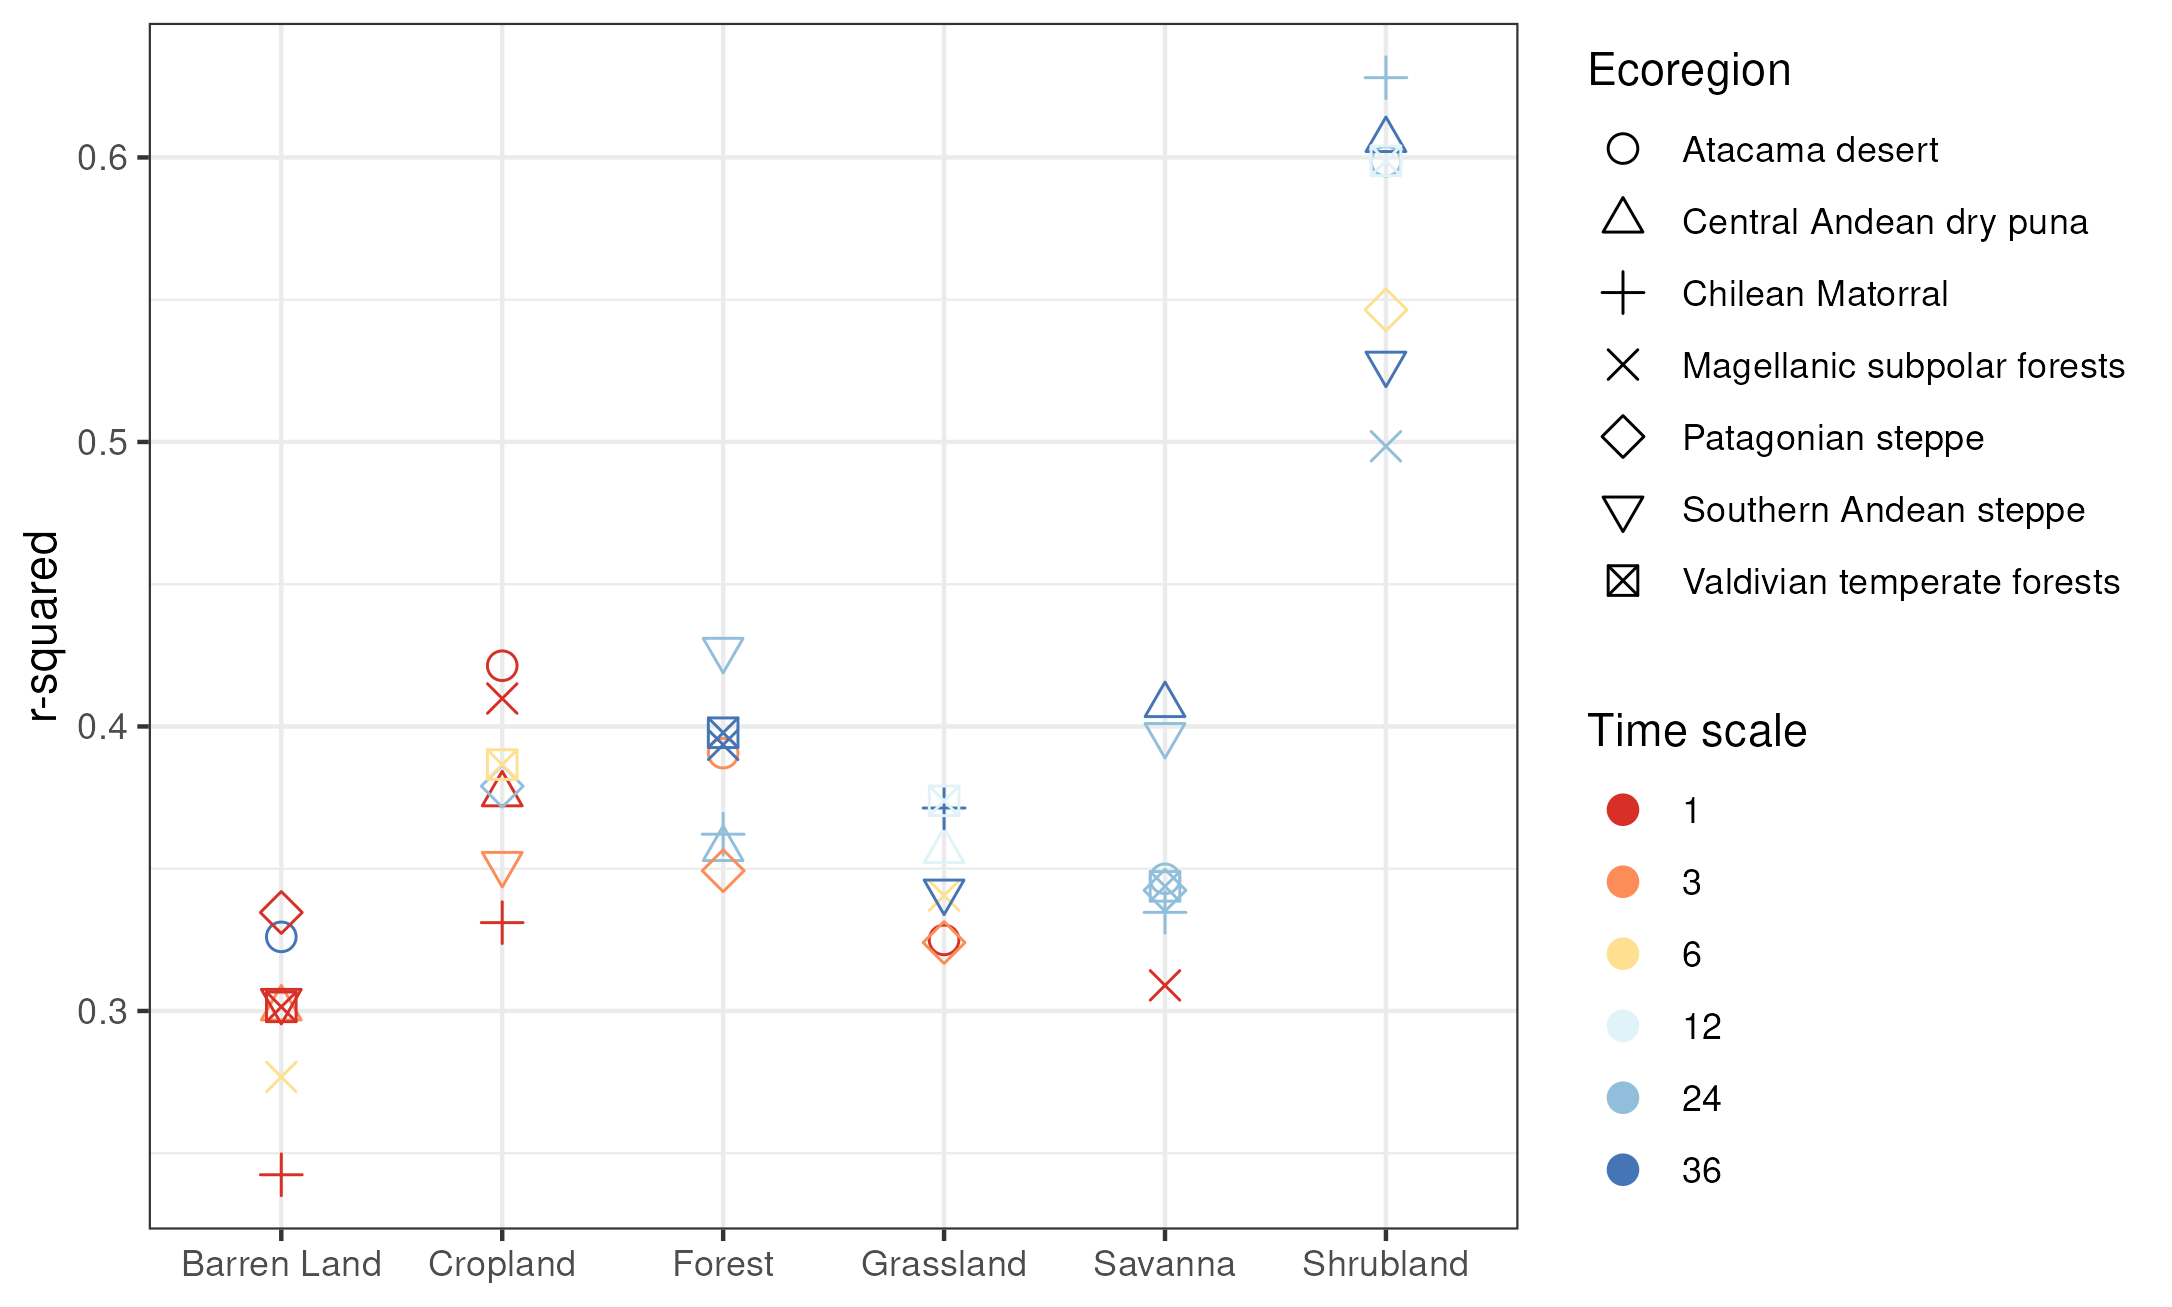 r-squared
0.6
0.5
0.4
0.3
Barren Land
Cropland
Forest
Grassland
Savanna
Shrubland
Ecoregion
Atacama desert
Central Andean dry puna
Chilean Matorral
Magellanic subpolar forests
Patagonian steppe
Southern Andean steppe
Valdivian temperate forests
Time scale
1
3
6
12
24
36